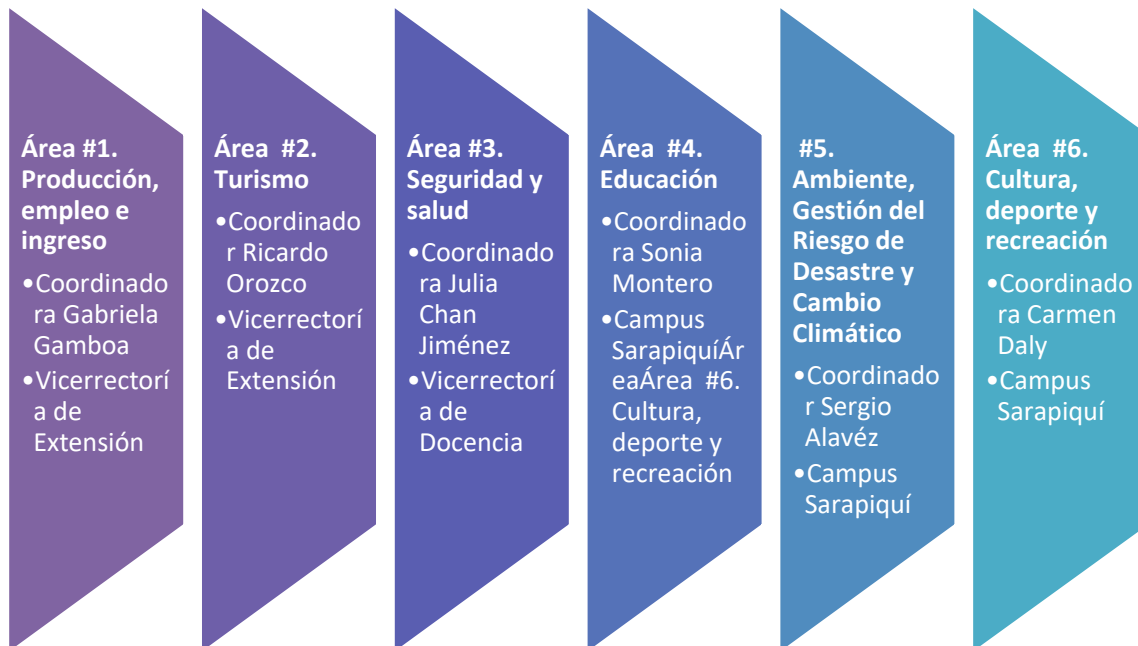 Área #1.
Producción,
empleo e
ingreso
•Coordinado
ra Gabriela
Gamboa
•Vicerrectorí
a de
Extensión
Área  #2.
Turismo
•Coordinado
r Ricardo
Orozco
•Vicerrectorí
a de
Extensión
Área #3.
Seguridad y
salud
•Coordinado
ra Julia
Chan
Jiménez
•Vicerrectorí
a de
Docencia
Área  #4.
Educación
•Coordinado
ra Sonia
Montero
•Campus
SarapiquíÁr
eaÁrea #6.
Cultura,
deporte y
recreación
#5.
Ambiente,
Gestión del
Riesgo de
Desastre y
Cambio
Climático
•Coordinado
r Sergio
Alavéz
•Campus
Sarapiquí
Área  #6.
Cultura,
deporte y
recreación
•Coordinado
ra Carmen
Daly
•Campus
Sarapiquí